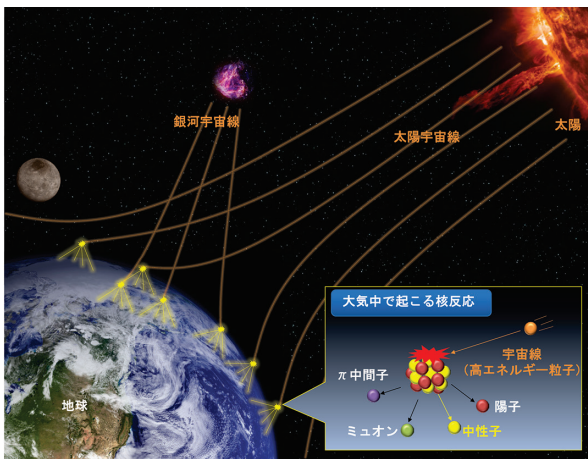 銀河宇宙線
太陽宇宙線
太陽
地球
大気中で起こる核反応
宇宙線
（高エネルギー粒子）
π中間子
陽子
ミュオン
中性子